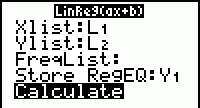 LinReg(ax+b)
Xlist:L₁
Ylist:L₂
FreqList:
Store RegEQ:Y₁
Calculate